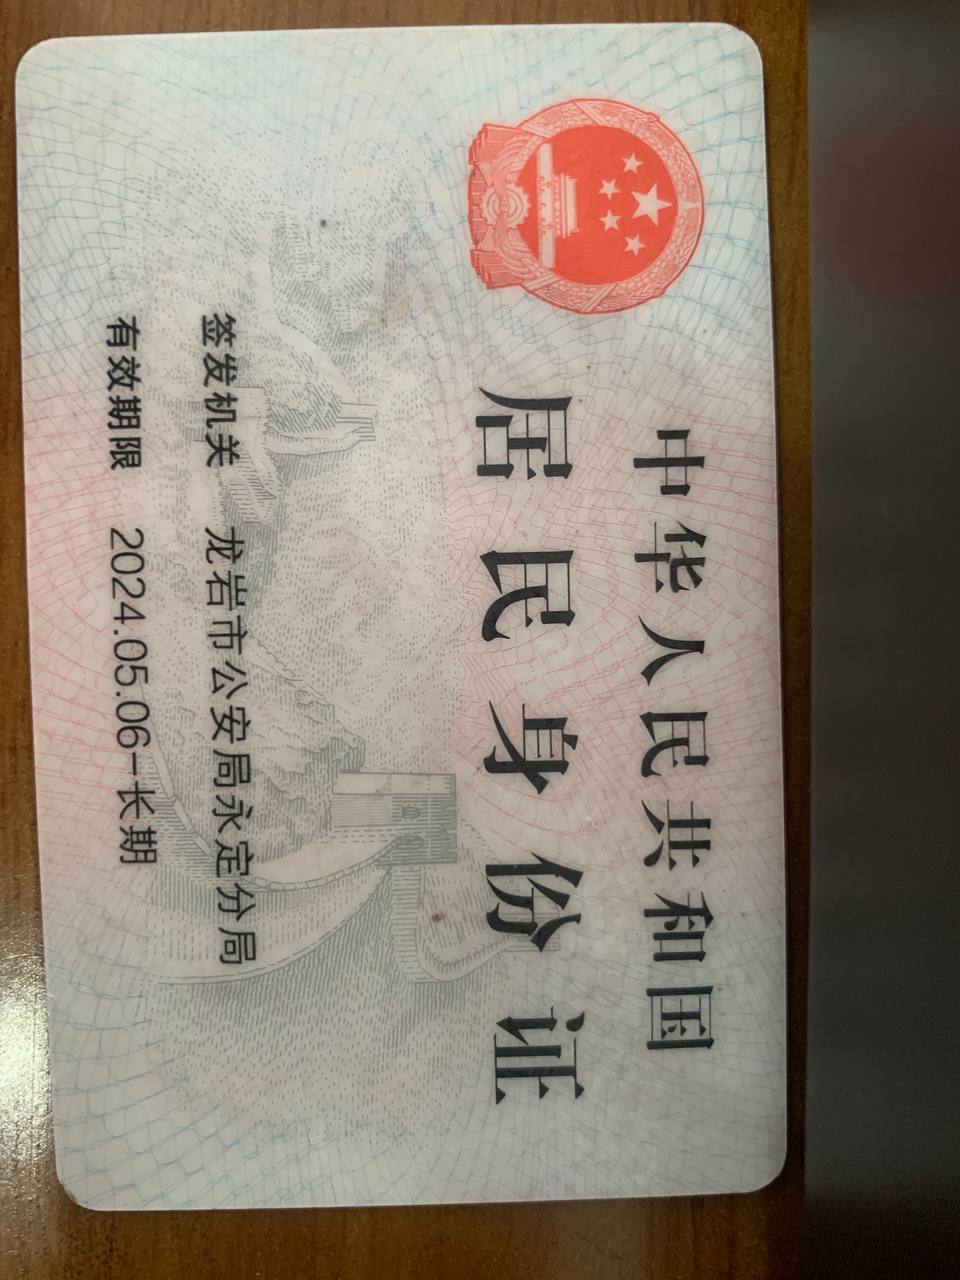 中华人民共和国
居民身份证
签发机关 龙岩市公安局永定分局
有效期限 2024.05.06-长期